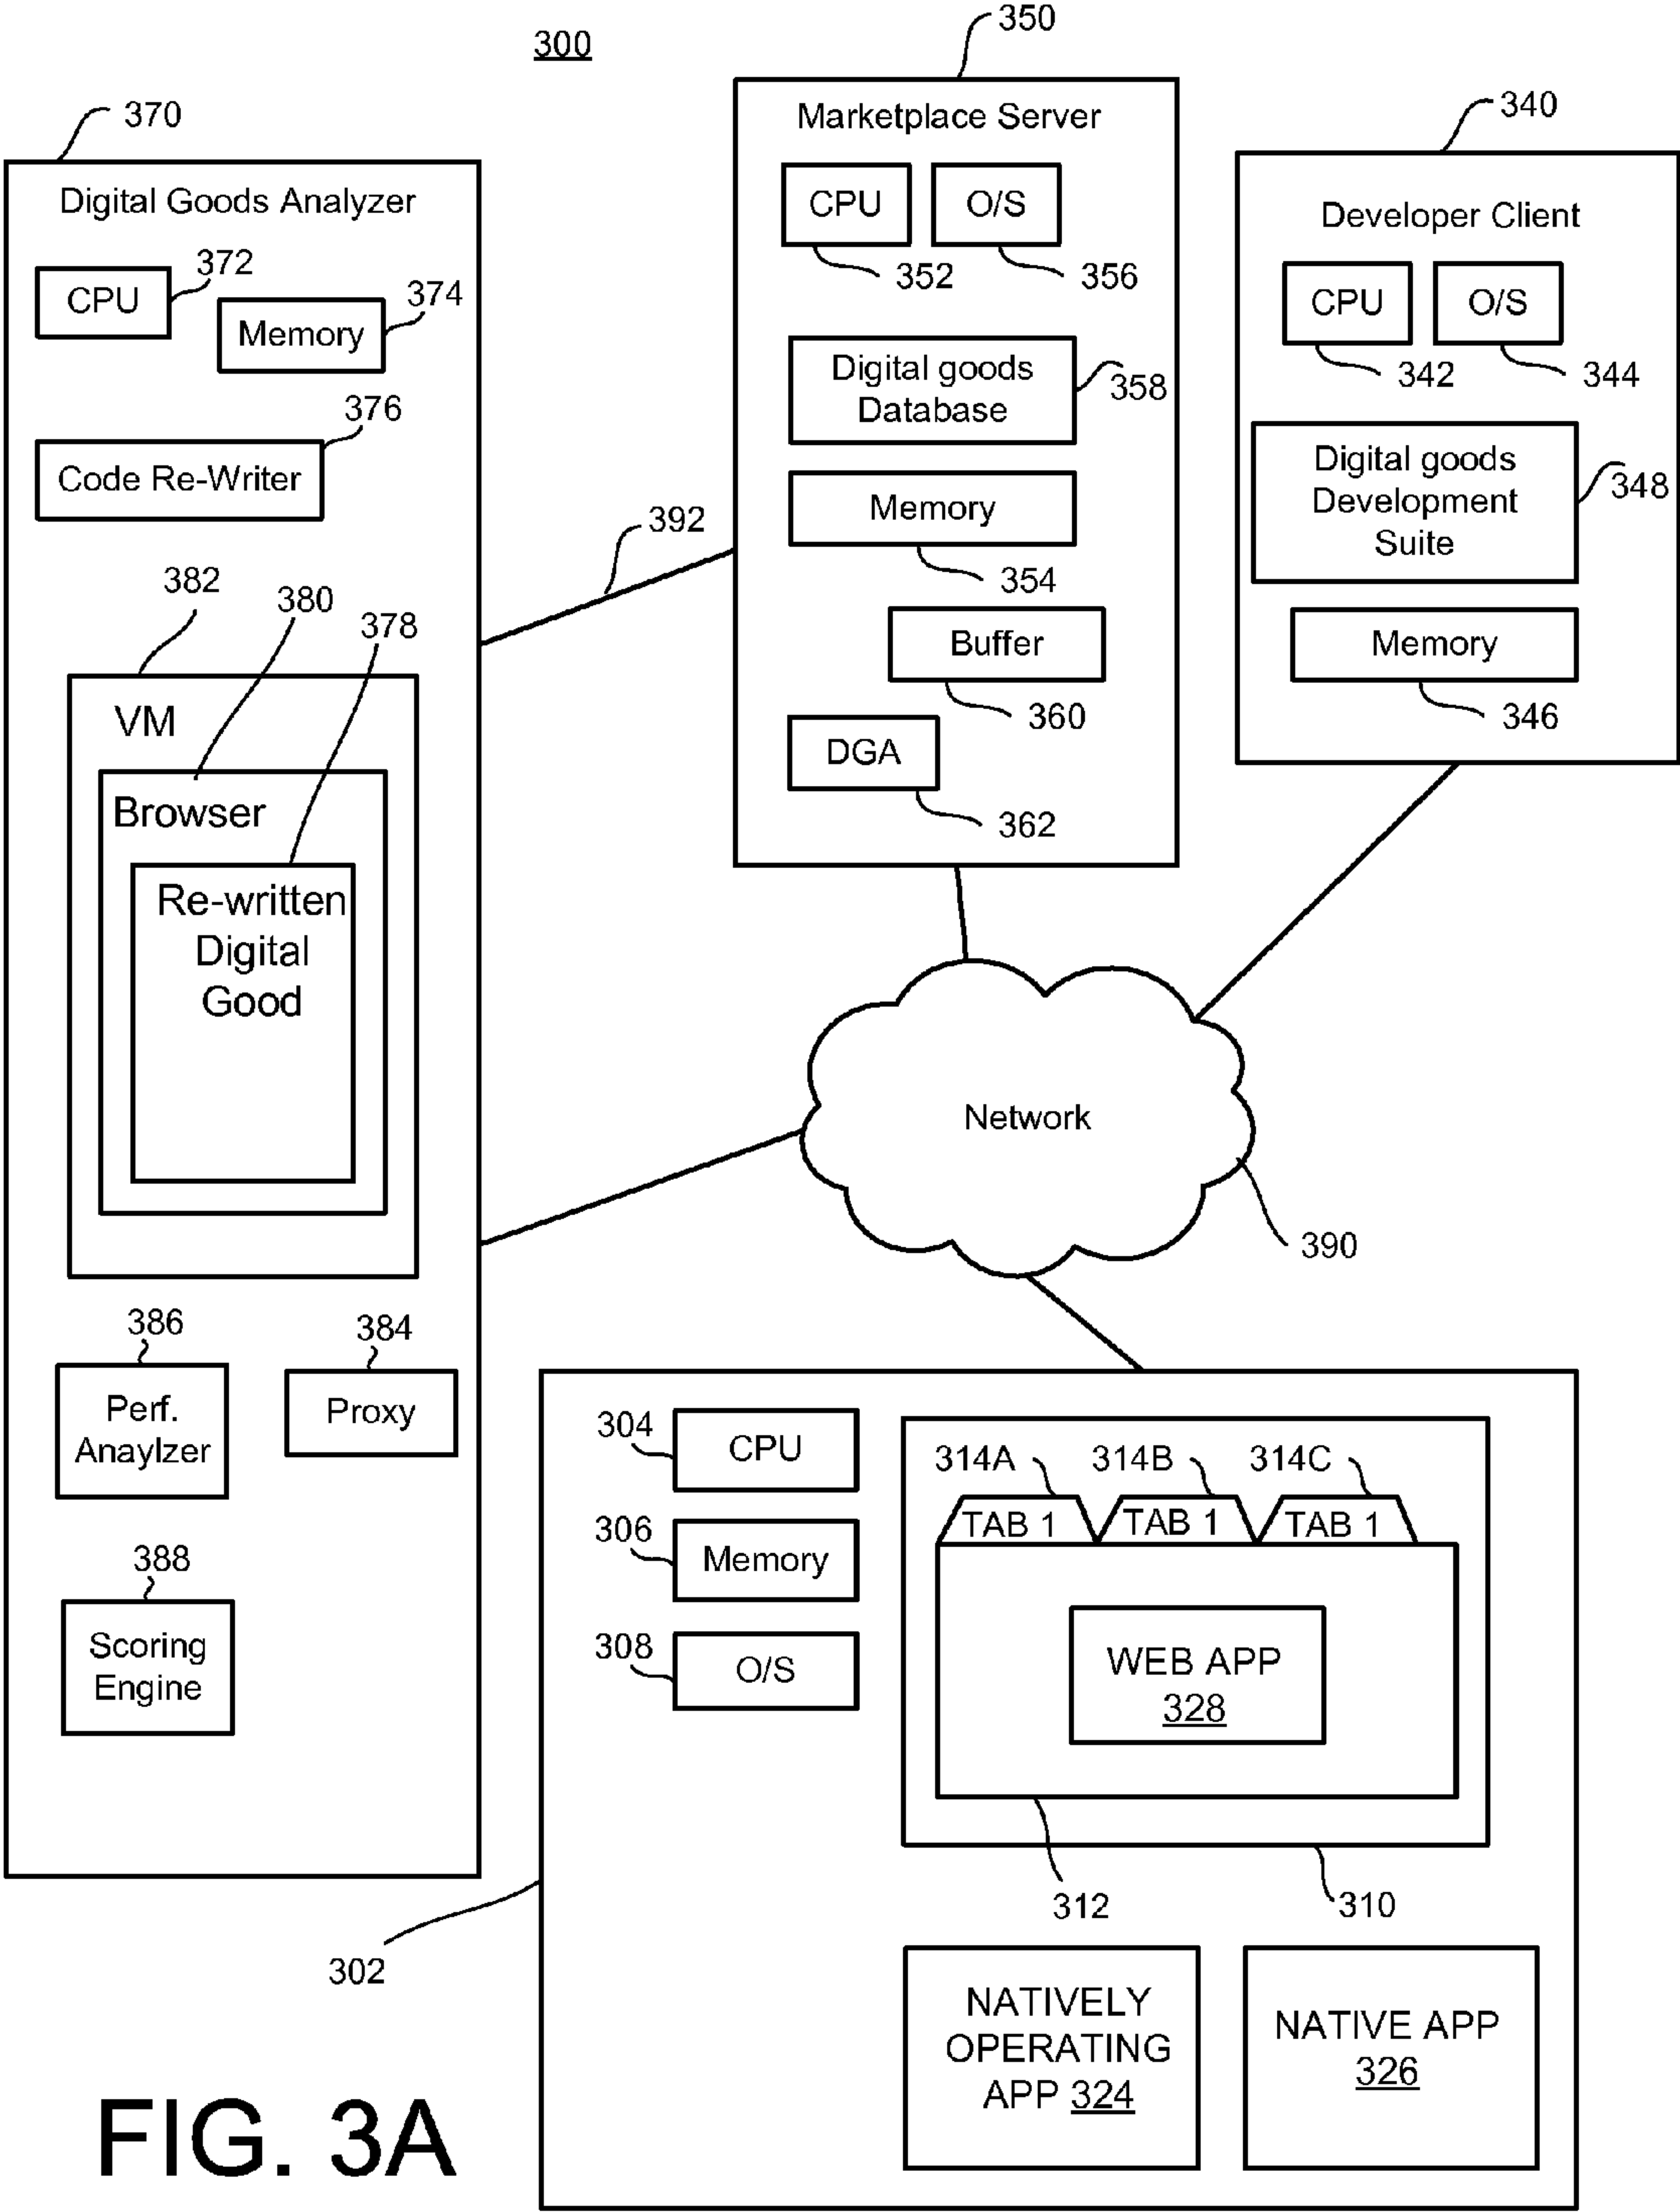 300
350
370
340
Marketplace Server
Digital Goods Analyzer
CPU
O/S
352
356
Developer Client
CPU
372
Memory
374
CPU
O/S
342
344
Digital goods
Database
358
376
Code Re-Writer
Memory
354
392
Digital goods
Development
Suite
348
382
380
378
Buffer
360
Memory
346
VM
DGA
362
Browser
Re-written
Digital
Good
Network
390
386
384
Perf.
Anaylzer
Proxy
388
Scoring
Engine
304
CPU
306
Memory
308
O/S
314A
314B
314C
TAB 1
TAB 1
TAB 1
WEB APP
328
312
310
302
NATIVELY
OPERATING
APP 324
NATIVE APP
326
FIG. 3A